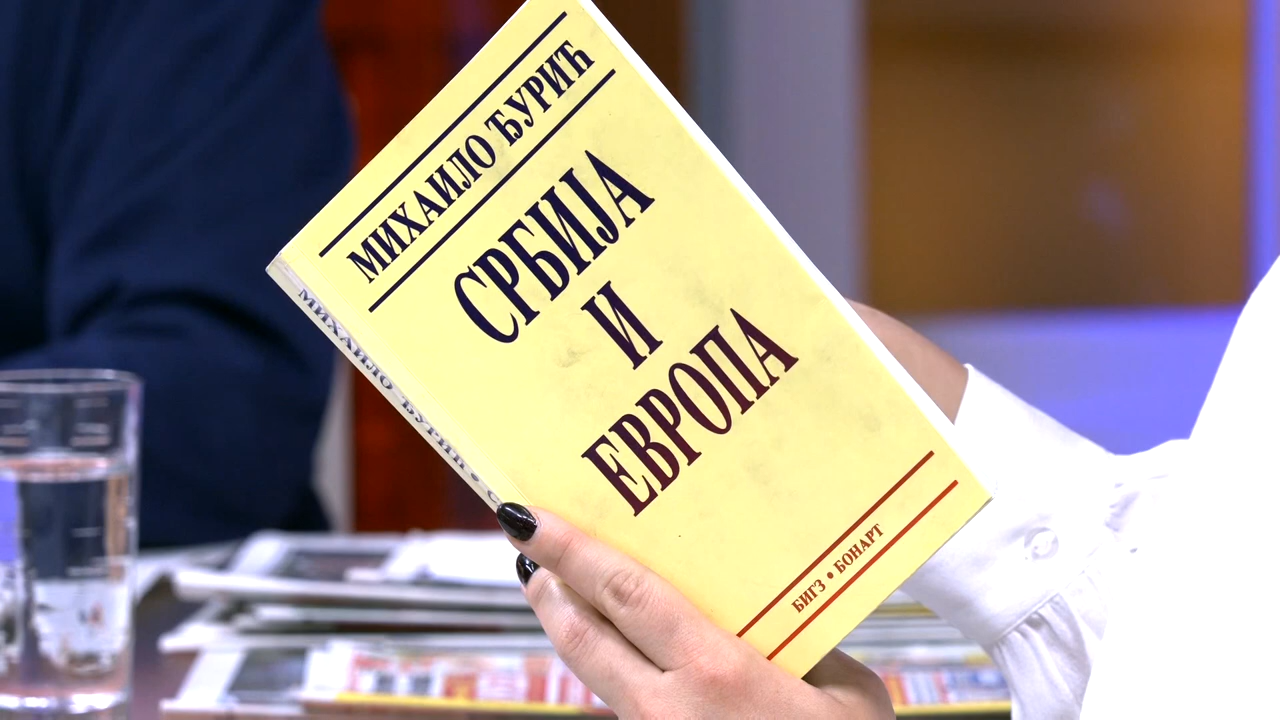 МИХАИЛО ЂУРИЋ
СРБИЈА
И
ЕВРОПА
БИГЗ • БОНАРТ
МИХАИЛО ЂУРИЋ • С